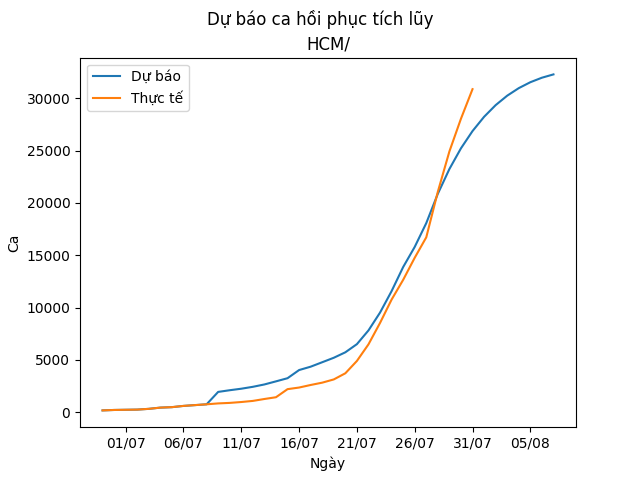 Dự báo ca hồi phục tích lũy
HCM/
Dự báo
Thực tế
30000
25000
20000
15000
10000
5000
0
Ca
01/07 06/07 11/07 16/07 21/07 26/07 31/07 05/08
Ngày